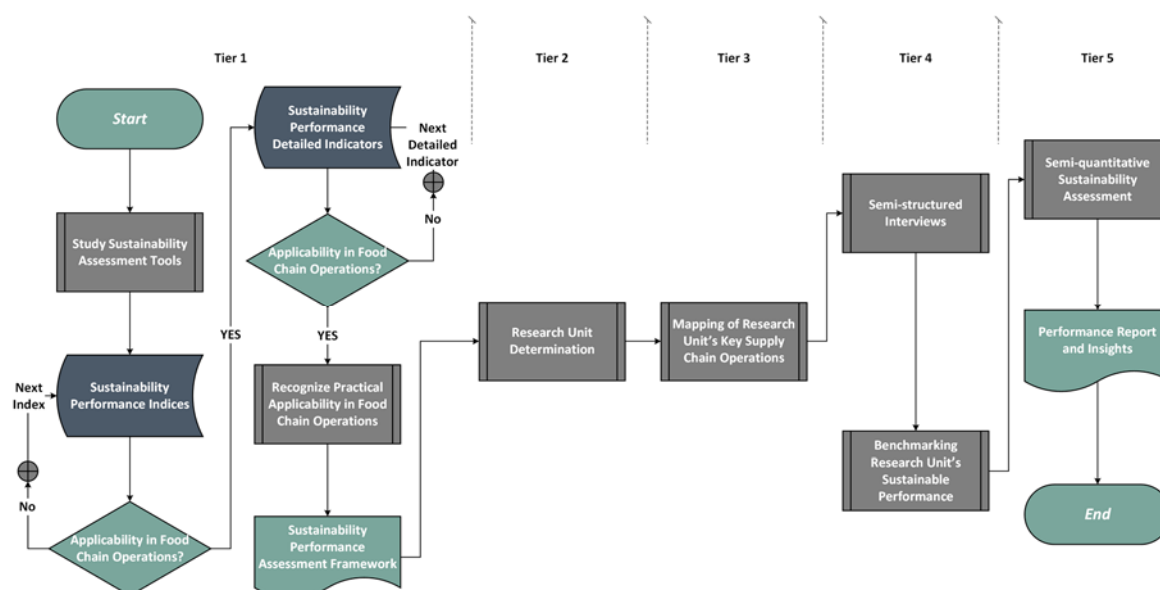 Tier 1
Tier 2
Tier 3
Tier 4
Tier 5
Start
Study Sustainability
Assessment Tools
Sustainability
Performance Indices
Next
Index
No
Applicability in Food
Chain Operations?
YES
Sustainability
Performance
Detailed Indicators
Next
Detailed
Indicator
No
Applicability in Food
Chain Operations?
YES
Recognize Practical
Applicability in Food
Chain Operations
Sustainability
Performance
Assessment Framework
Research Unit
Determination
Mapping of Research
Unit's Key Supply
Chain Operations
Semi-structured
Interviews
Benchmarking
Research Unit's
Sustainable
Performance
Semi-quantitative
Sustainability
Assessment
Performance Report
and Insights
End